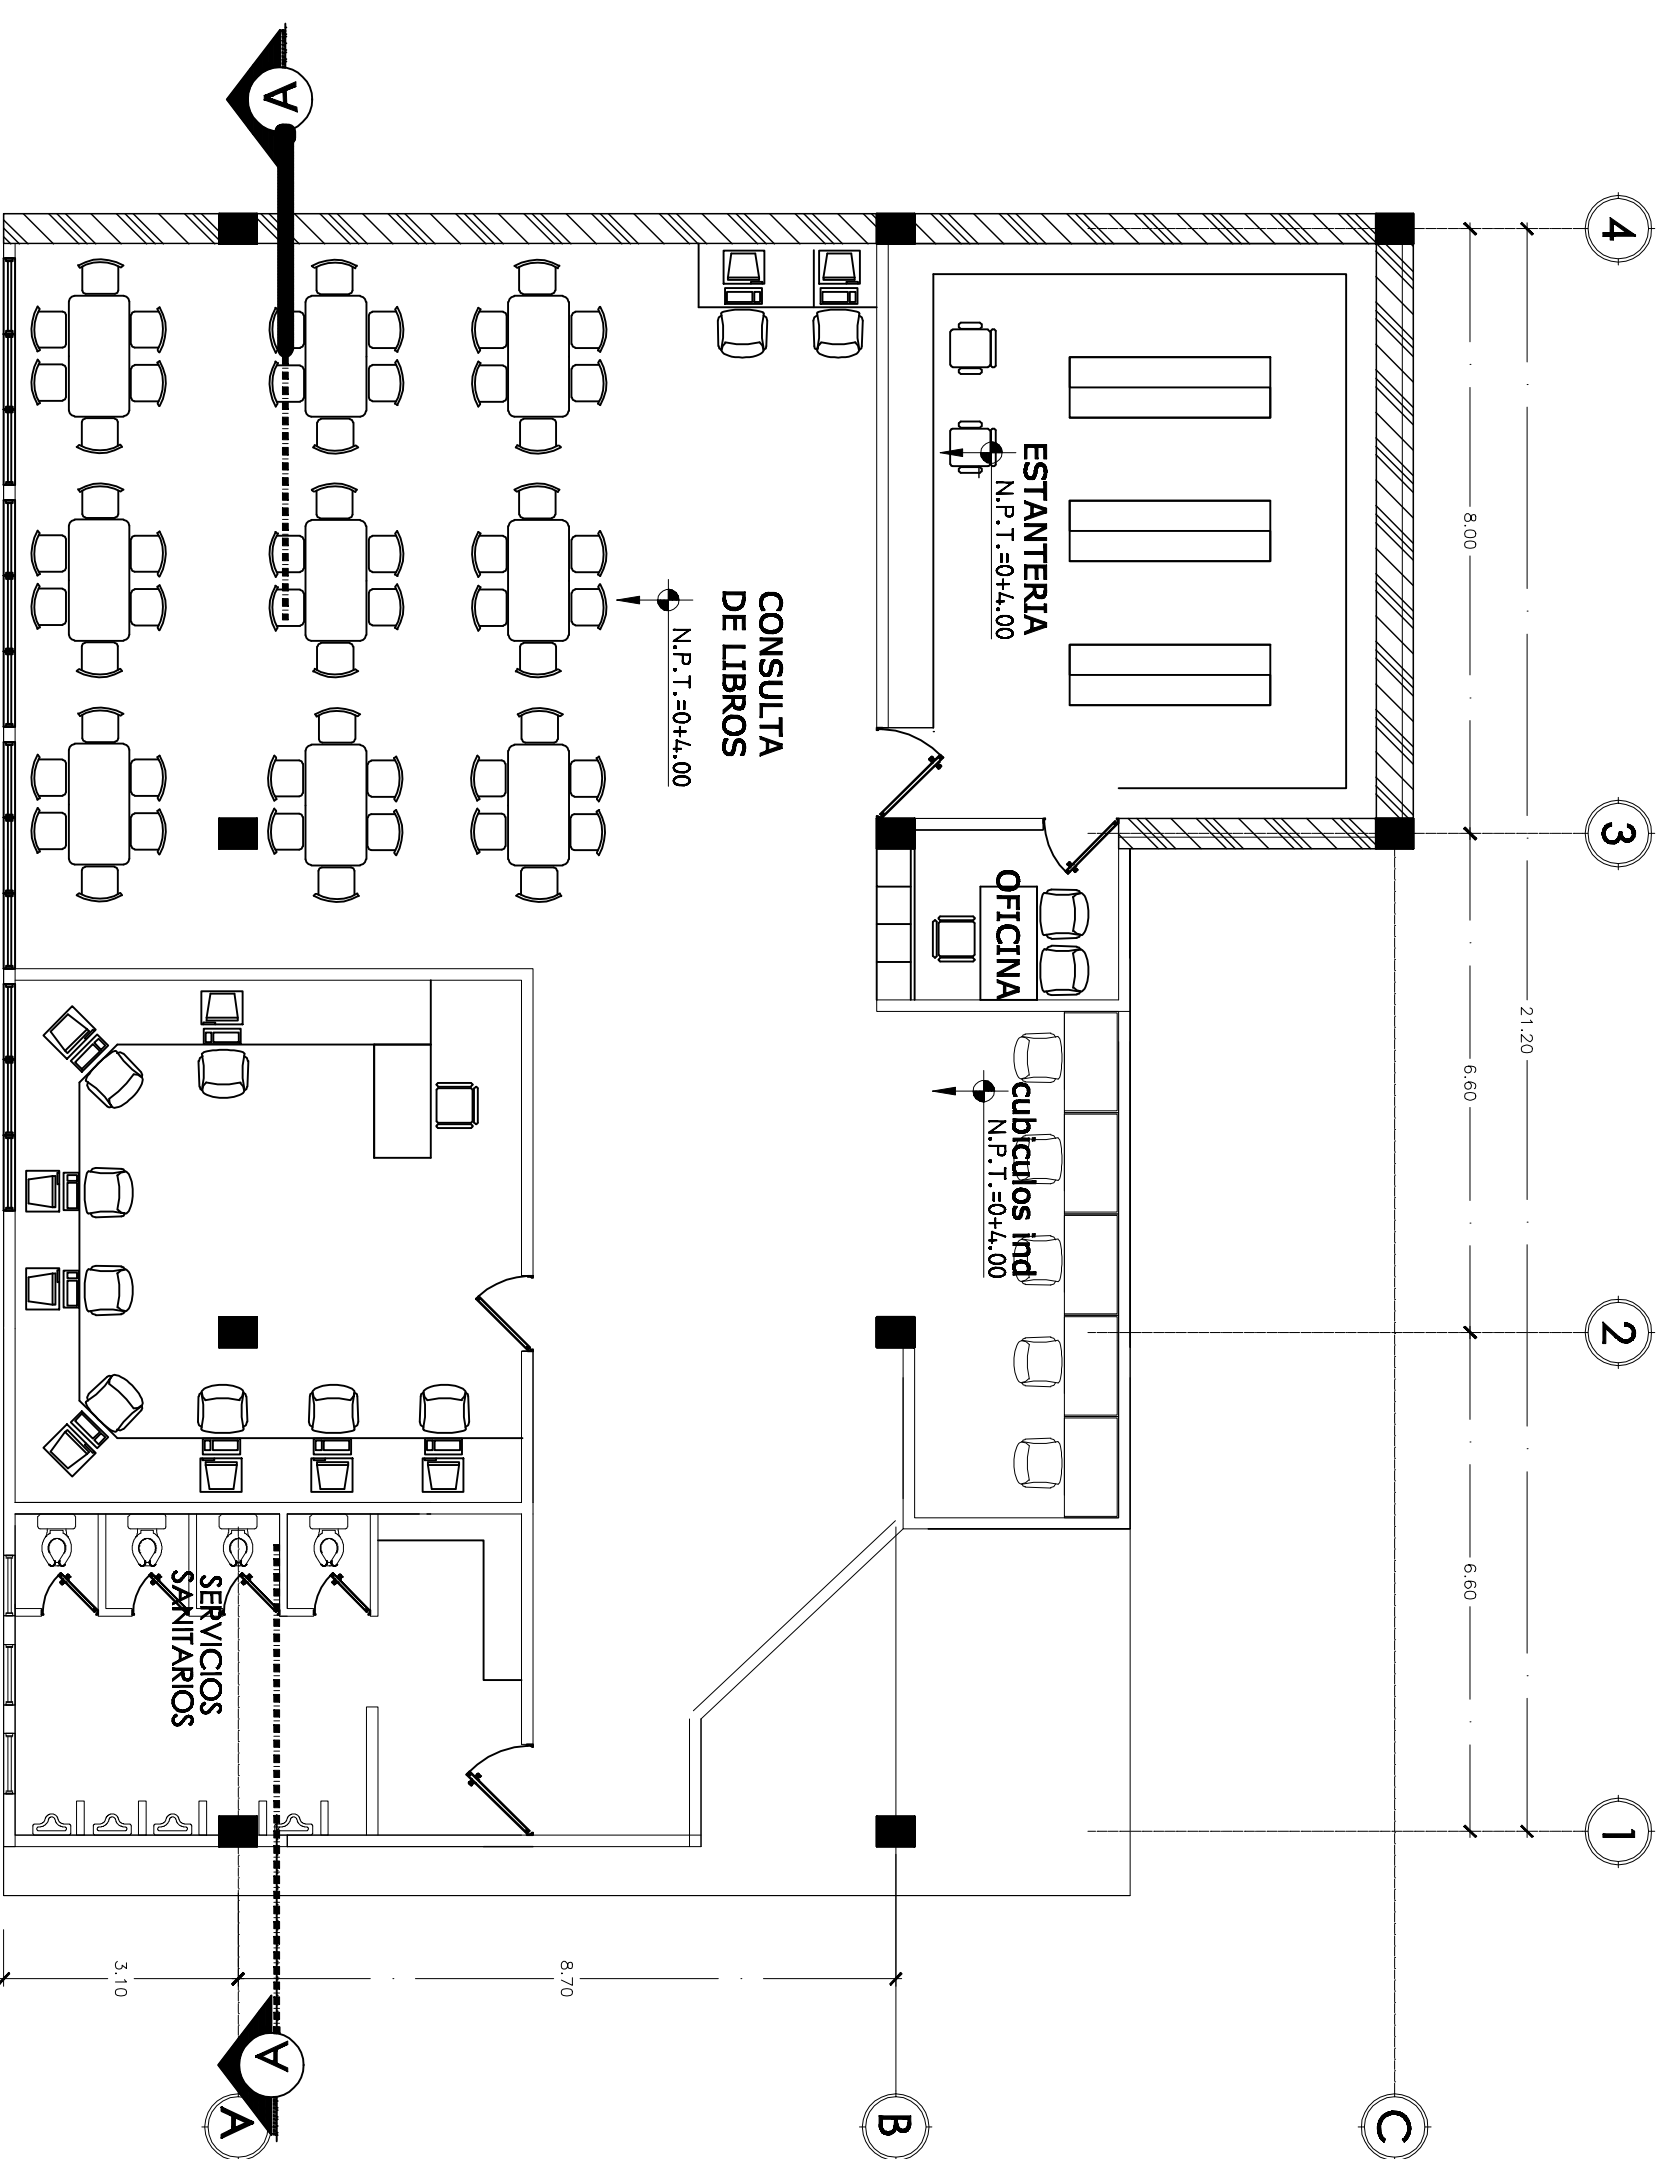 4
3
2
1
8.00
6.60
6.60
21.20
C
B
A
8.70
3.10
A
A
ESTANTERIA
N.P.T.=0+4.00
OFICINA
cubiculos ind
N.P.T.=0+4.00
CONSULTA
DE LIBROS
N.P.T.=0+4.00
SERVICIOS
SANITARIOS